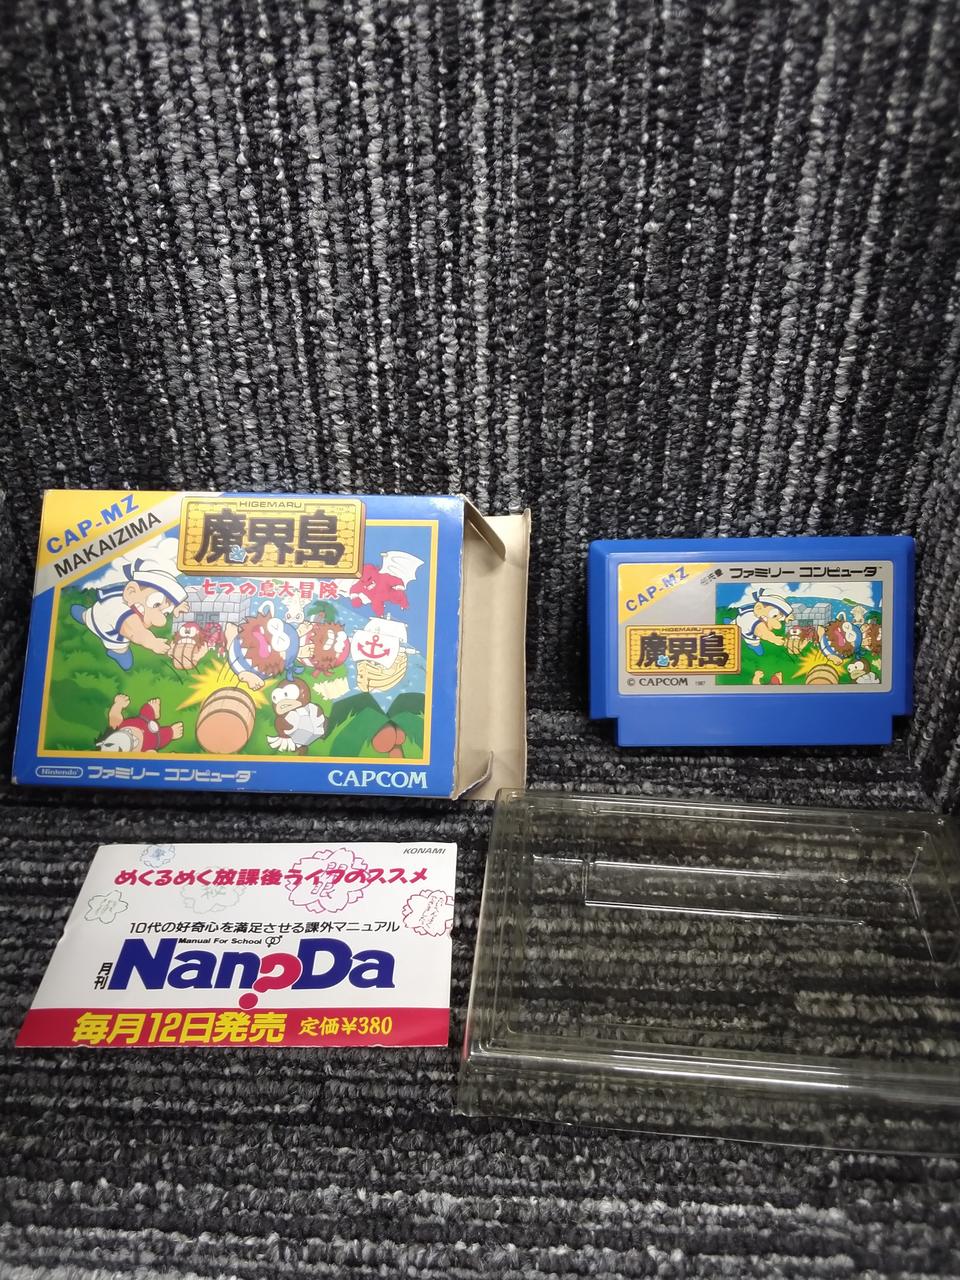 CAP-MZ
MAKAIZIMA
HIGEMARU
魔界島
七つの島大冒険
Nintendo ファミリー コンピュータ™
CAPCOM
CAP-MZ
ファミリー コンピュータ™
HIGEMARU
魔界島
© CAPCOM 1987
KONAMI
めくるめく放課後ライフのススメ
10代の好奇心を満足させる課外マニュアル
Manual For School
月刊 NanDa?
毎月12日発売 定価¥380